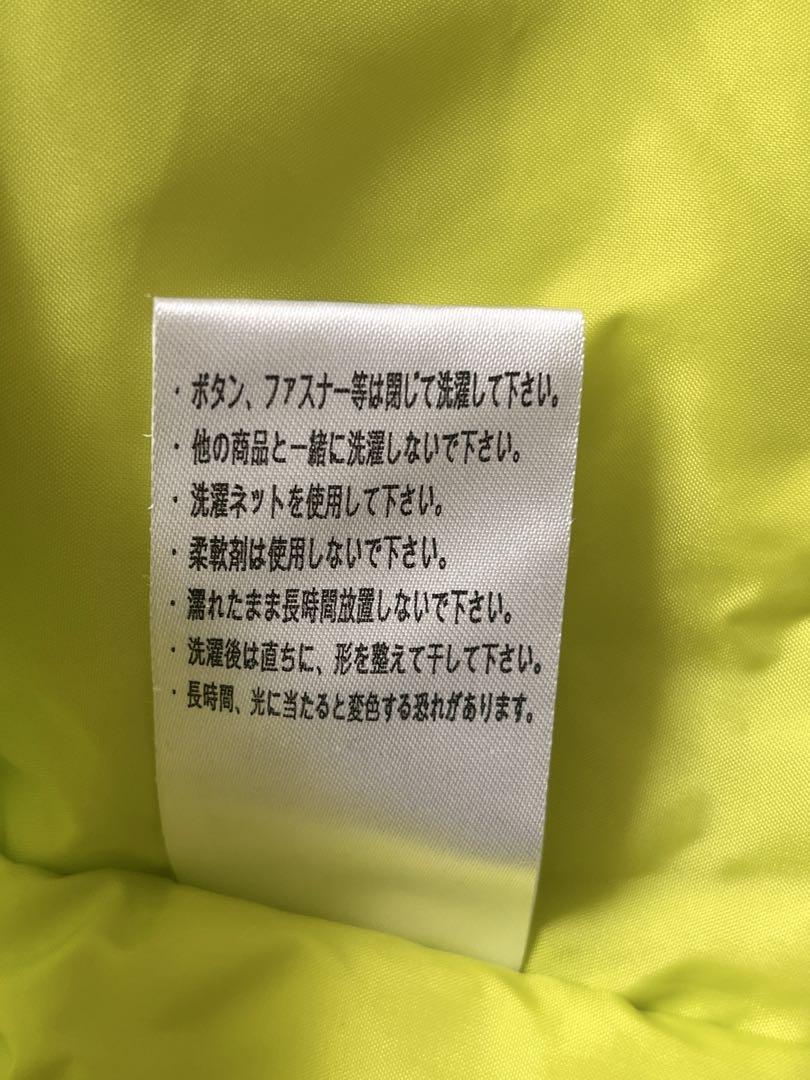 ・ボタン、ファスナー等は閉じて洗濯して下さい。
・他の商品と一緒に洗濯しないで下さい。
・洗濯ネットを使用して下さい。
・柔軟剤は使用しないで下さい。
・濡れたまま長時間放置しないで下さい。
・洗濯後は直ちに、形を整えて干して下さい。
・長時間、光に当たると変色する恐れがあります。